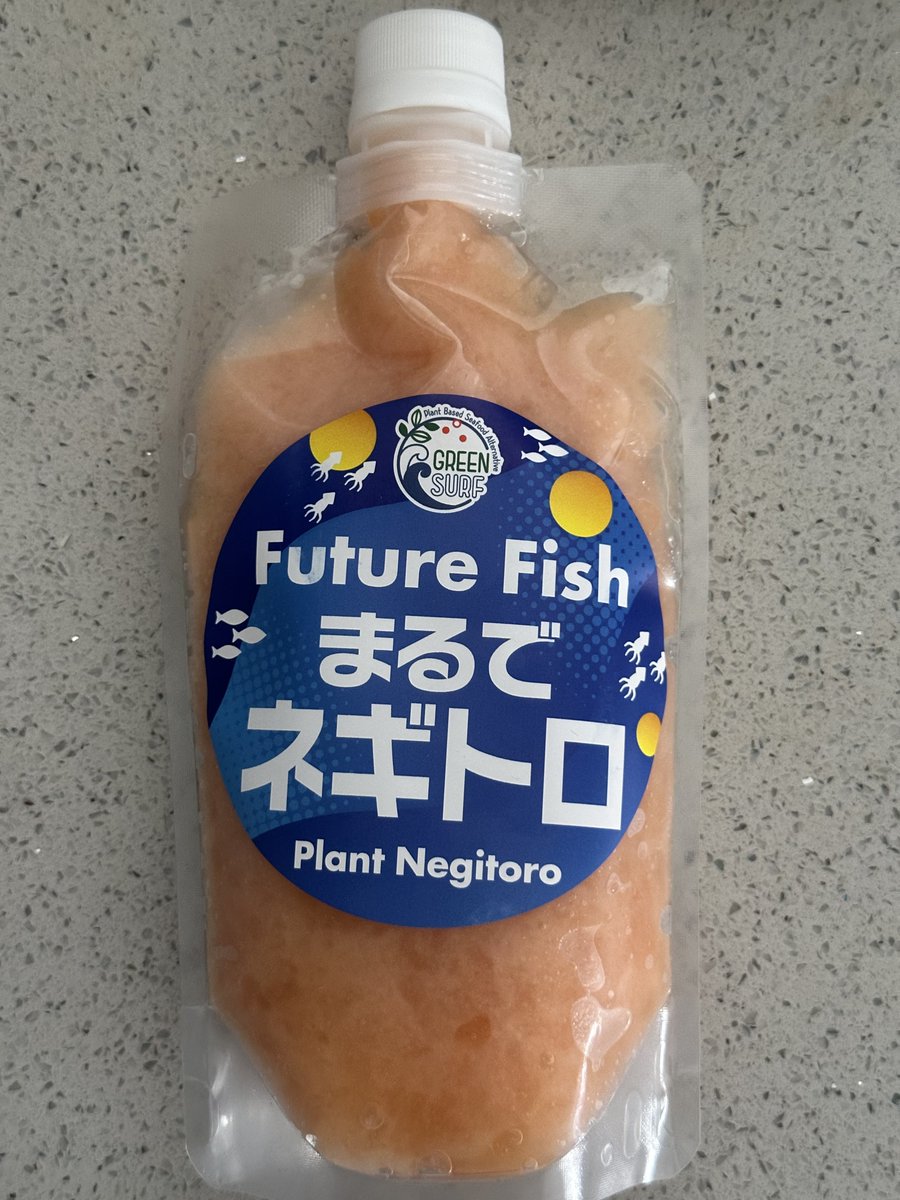 Plant Based Seafood Alternative
GREEN
SURF
Future Fish
まるで
ネギトロ
Plant Negitoro